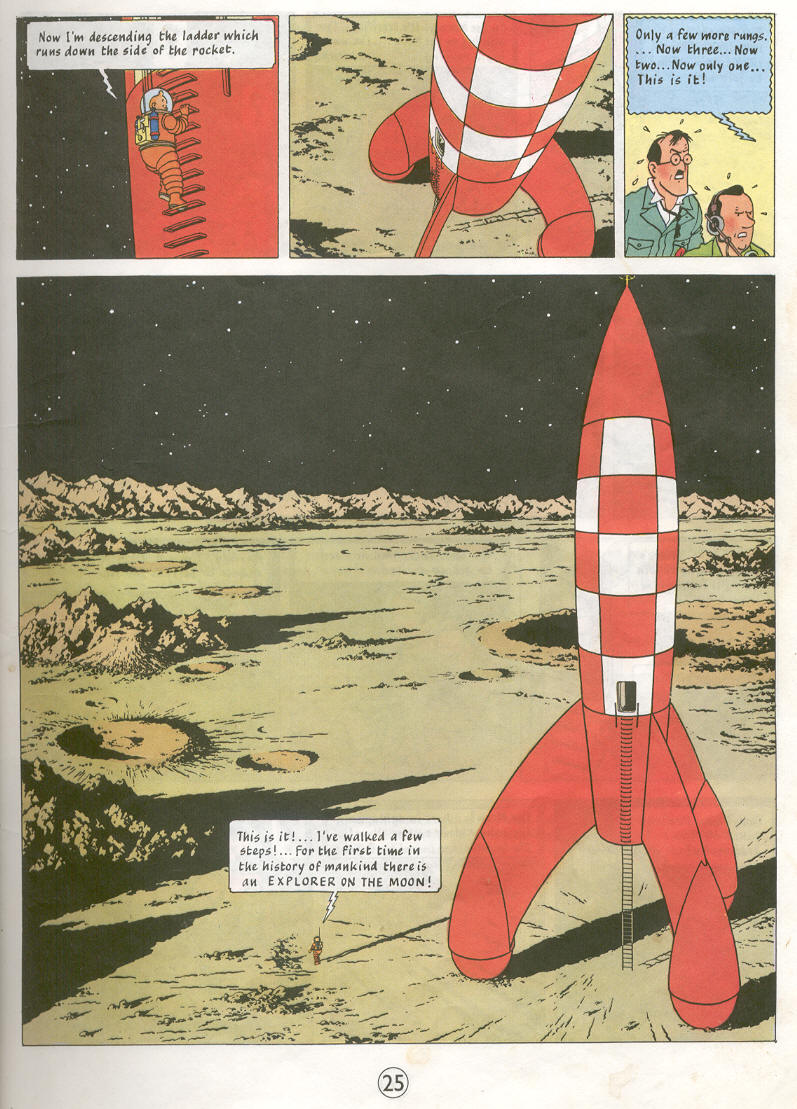 Now I'm descending the ladder which
runs down the side of the rocket.
Only a few more rungs.
... Now three... Now
two... Now only one...
This is it!
This is it!... I've walked a few
steps!... For the first time in
the history of mankind there is
an EXPLORER ON THE MOON!
25